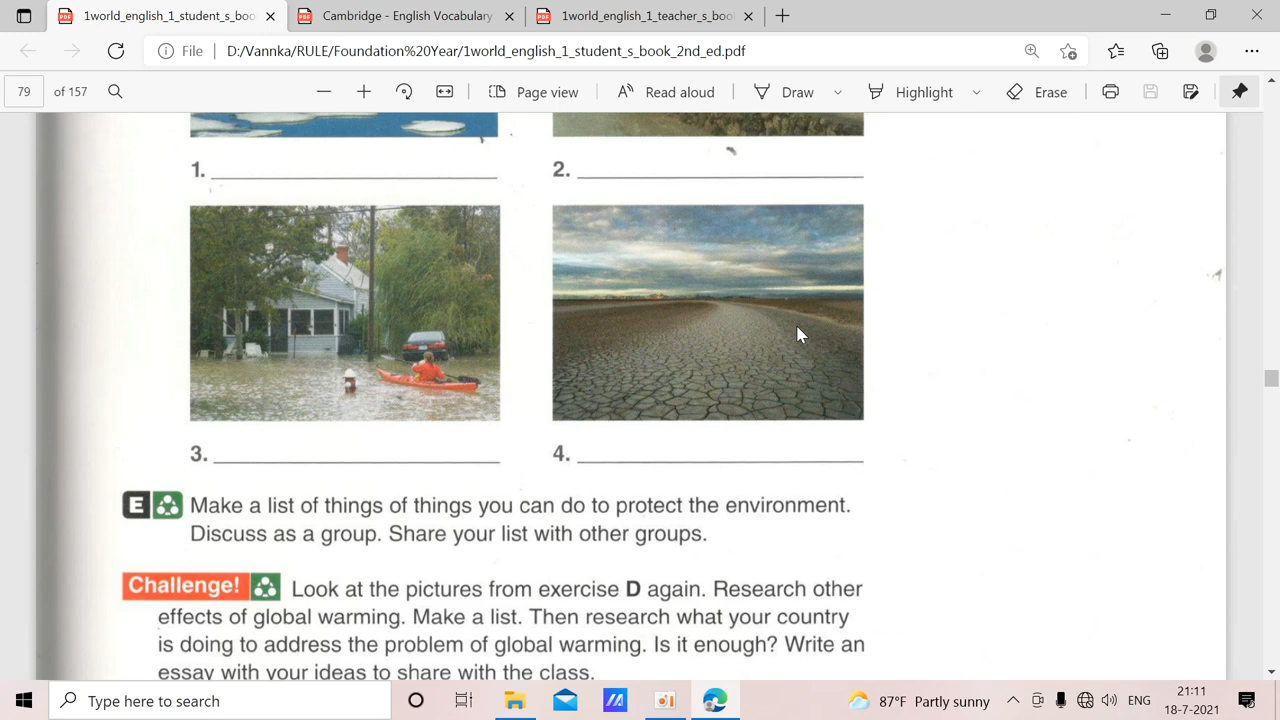 1world_english_1_student_s_boo
Cambridge - English Vocabulary
1world_english_1_teacher_s_book
File
D:/Vannka/RULE/Foundation%20Year/1world_english_1_student_s_book_2nd_ed.pdf
79
of 157
Page view
Read aloud
Draw
Highlight
Erase
1.
2.
3.
4.
E Make a list of things of things you can do to protect the environment.
Discuss as a group. Share your list with other groups.
Challenge! Look at the pictures from exercise D again. Research other
effects of global warming. Make a list. Then research what your country
is doing to address the problem of global warming. Is it enough? Write an
essay with your ideas to share with the class.
Type here to search
87°F Partly sunny
ENG
21:11
18-7-2021